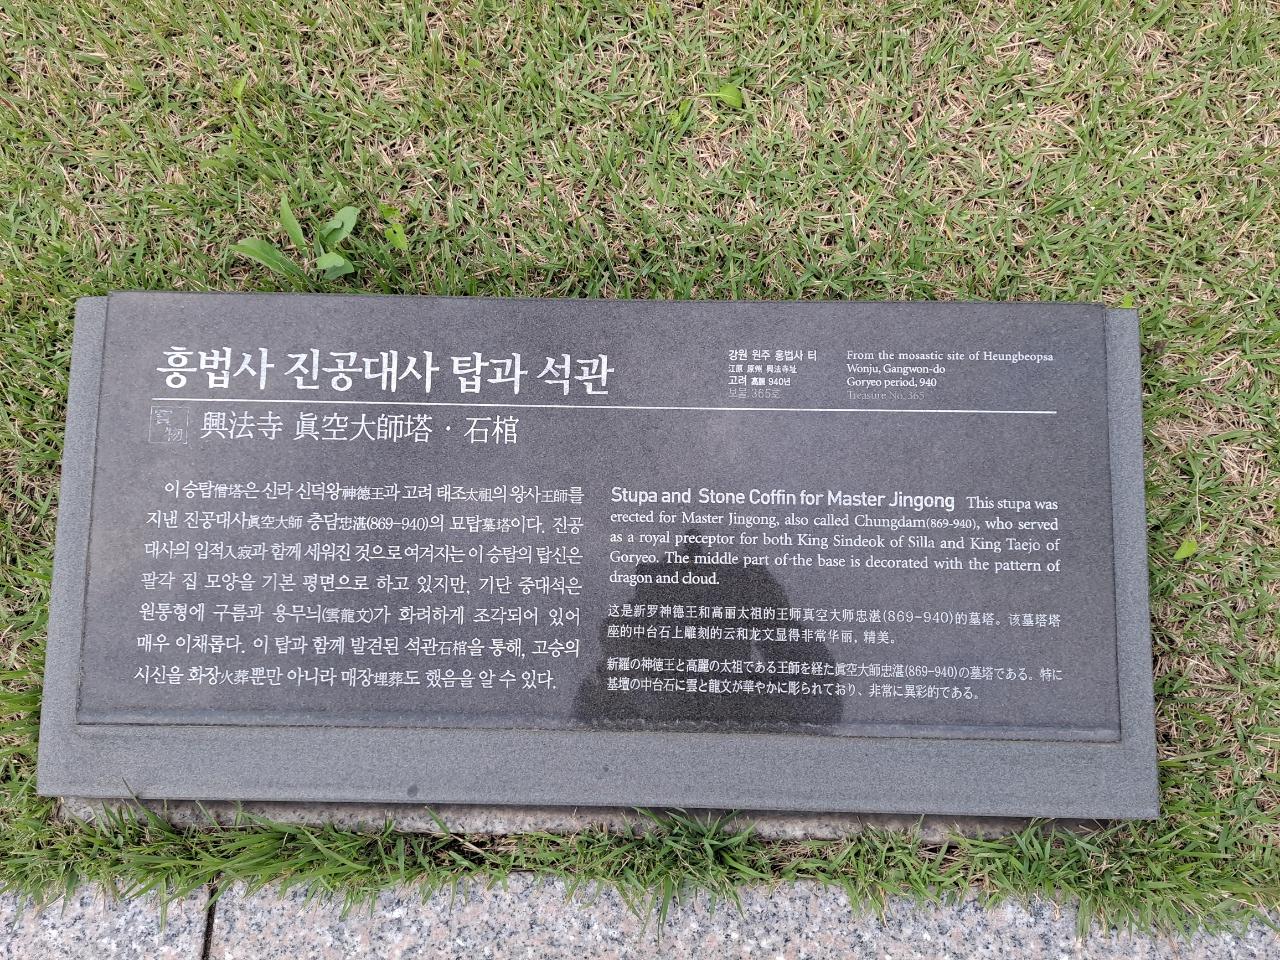 흥법사 진공대사 탑과 석관
강원 원주 흥법사 터
江原 原州 興法寺址
고려 高麗 940년
보물 365호
From the mosastic site of Heungbeopsa
Wonju, Gangwon-do
Goryeo period, 940
Treasure No. 365
寶物
興法寺 眞空大師塔 · 石棺
이 승탑僧塔은 신라 신덕왕神德王과 고려 태조太祖의 왕사王師를
지낸 진공대사眞空大師 충담忠湛(869-940)의 묘탑墓塔이다. 진공
대사의 입적入寂과 함께 세워진 것으로 여겨지는 이 승탑의 탑신은
팔각 집 모양을 기본 평면으로 하고 있지만, 기단 중대석은
원통형에 구름과 용무늬(雲龍文)가 화려하게 조각되어 있어
매우 이채롭다. 이 탑과 함께 발견된 석관石棺을 통해, 고승의
시신을 화장火葬뿐만 아니라 매장埋葬도 했음을 알 수 있다.
Stupa and Stone Coffin for Master Jingong This stupa was
erected for Master Jingong, also called Chungdam(869-940), who served
as a royal preceptor for both King Sindeok of Silla and King Taejo of
Goryeo. The middle part of the base is decorated with the pattern of
dragon and cloud.
这是新罗神德王和高丽太祖的王师真空大师忠湛(869-940)的墓塔。该墓塔塔
座的中台石上雕刻的云和龙文显得非常华丽, 精美。
新羅の神徳王と高麗の太祖である王師を経た眞空大師忠湛(869-940)の墓塔である。特に
基壇の中台石に雲と龍文が華やかに彫られており、非常に異彩的である。